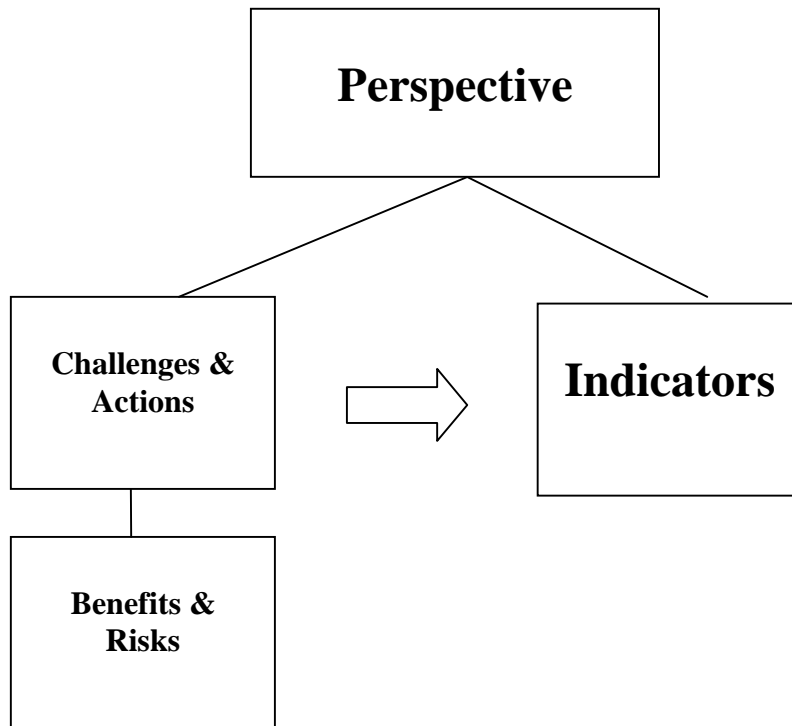 Perspective
Challenges &
Actions
Indicators
Benefits &
Risks